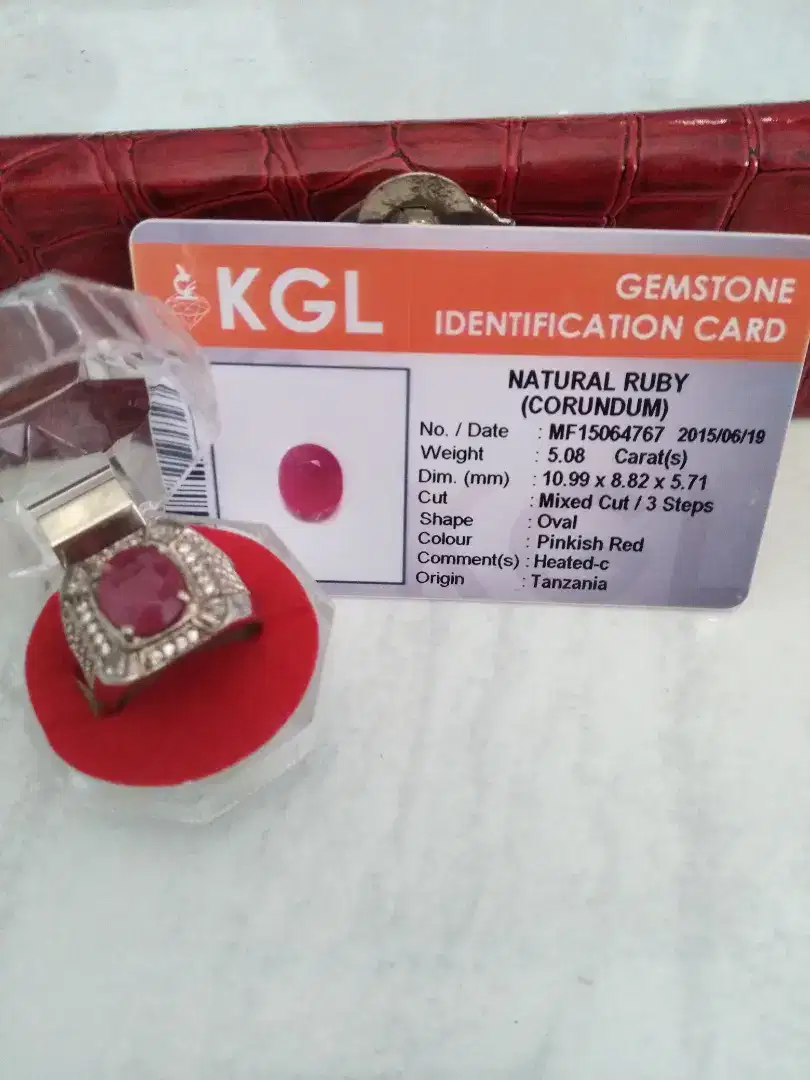 KGL
GEMSTONE
IDENTIFICATION CARD
NATURAL RUBY
(CORUNDUM)
No. / Date : MF15064767 2015/06/19
Weight : 5.08 Carat(s)
Dim. (mm) : 10.99 x 8.82 x 5.71
Cut : Mixed Cut / 3 Steps
Shape : Oval
Colour : Pinkish Red
Comment(s) : Heated-c
Origin : Tanzania